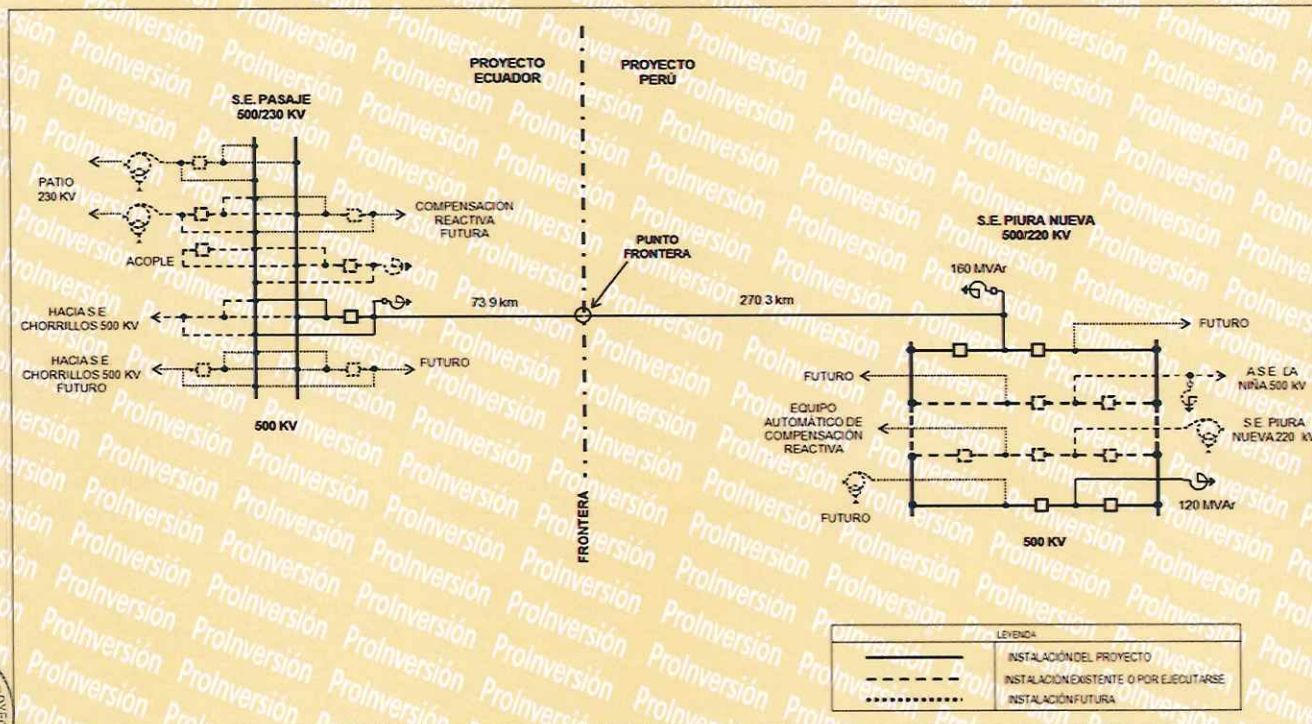 PROYECTO
ECUADOR
PROYECTO
PERÚ
S.E. PASAJE
500/230 KV
PATIO
230 KV
COMPENSACIÓN
REACTIVA
FUTURA
ACOPLE
HACIA S.E
CHORRILLOS 500 KV
HACIA S.E
CHORRILLOS 500 KV
FUTURO
FUTURO
500 KV
73.9 km
PUNTO
FRONTERA
270.3 km
FRONTERA
S.E. PIURA NUEVA
500/220 KV
160 MVAr
FUTURO
FUTURO
A S.E. LA
NIÑA 500 kV
EQUIPO
AUTOMÁTICO DE
COMPENSACIÓN
REACTIVA
S.E. PIURA
NUEVA 220 kV
FUTURO
120 MVAr
500 KV
LEYENDA
INSTALACIÓN DEL PROYECTO
INSTALACIÓN EXISTENTE O POR EJECUTARSE
INSTALACIÓN FUTURA
ProInversión